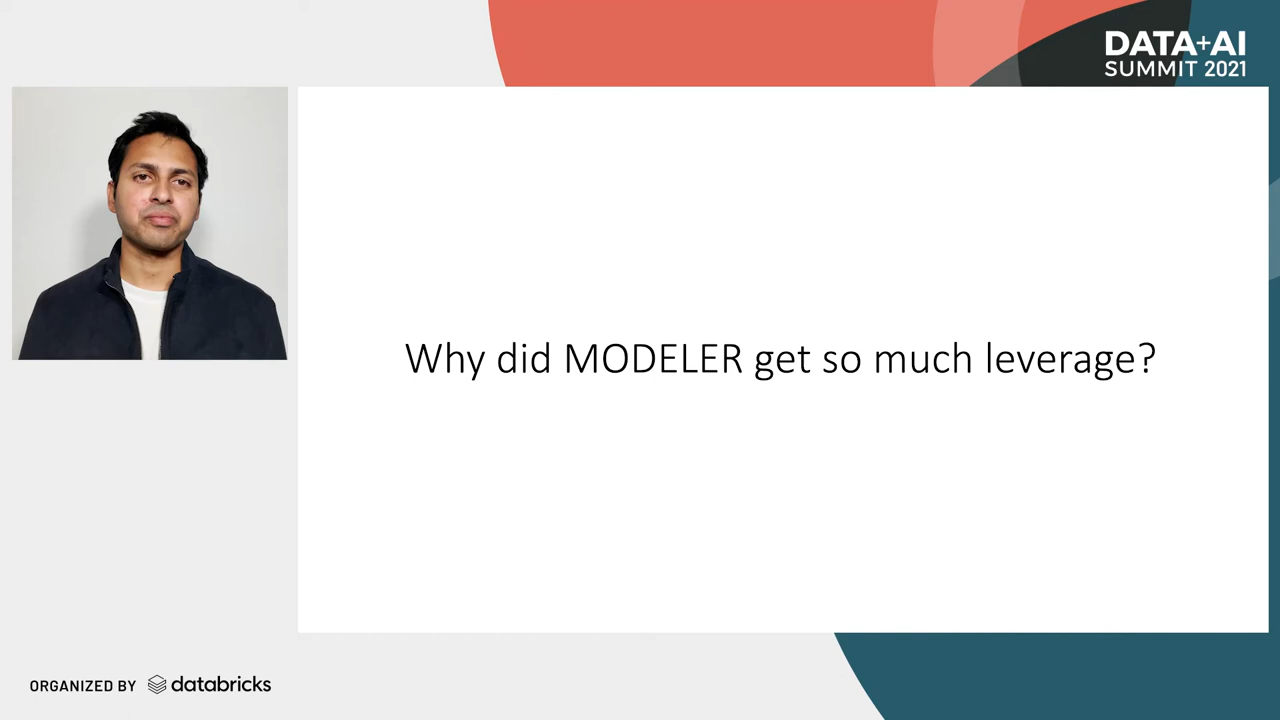 DATA+AI
SUMMIT 2021
Why did MODELER get so much leverage?
ORGANIZED BY databricks